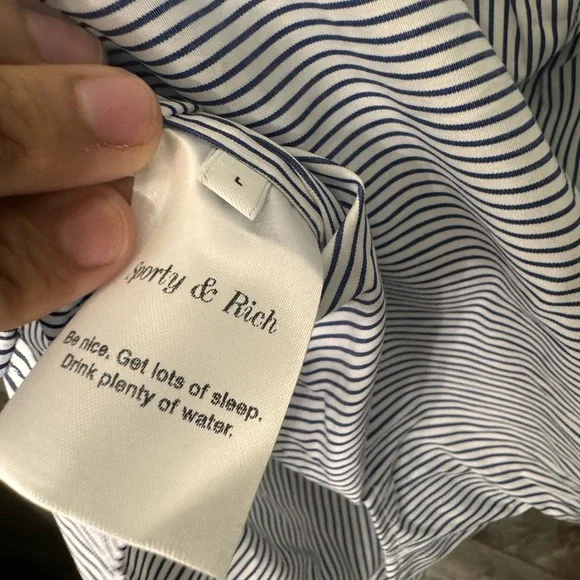 L
Sporty & Rich
Be nice. Get lots of sleep.
Drink plenty of water.